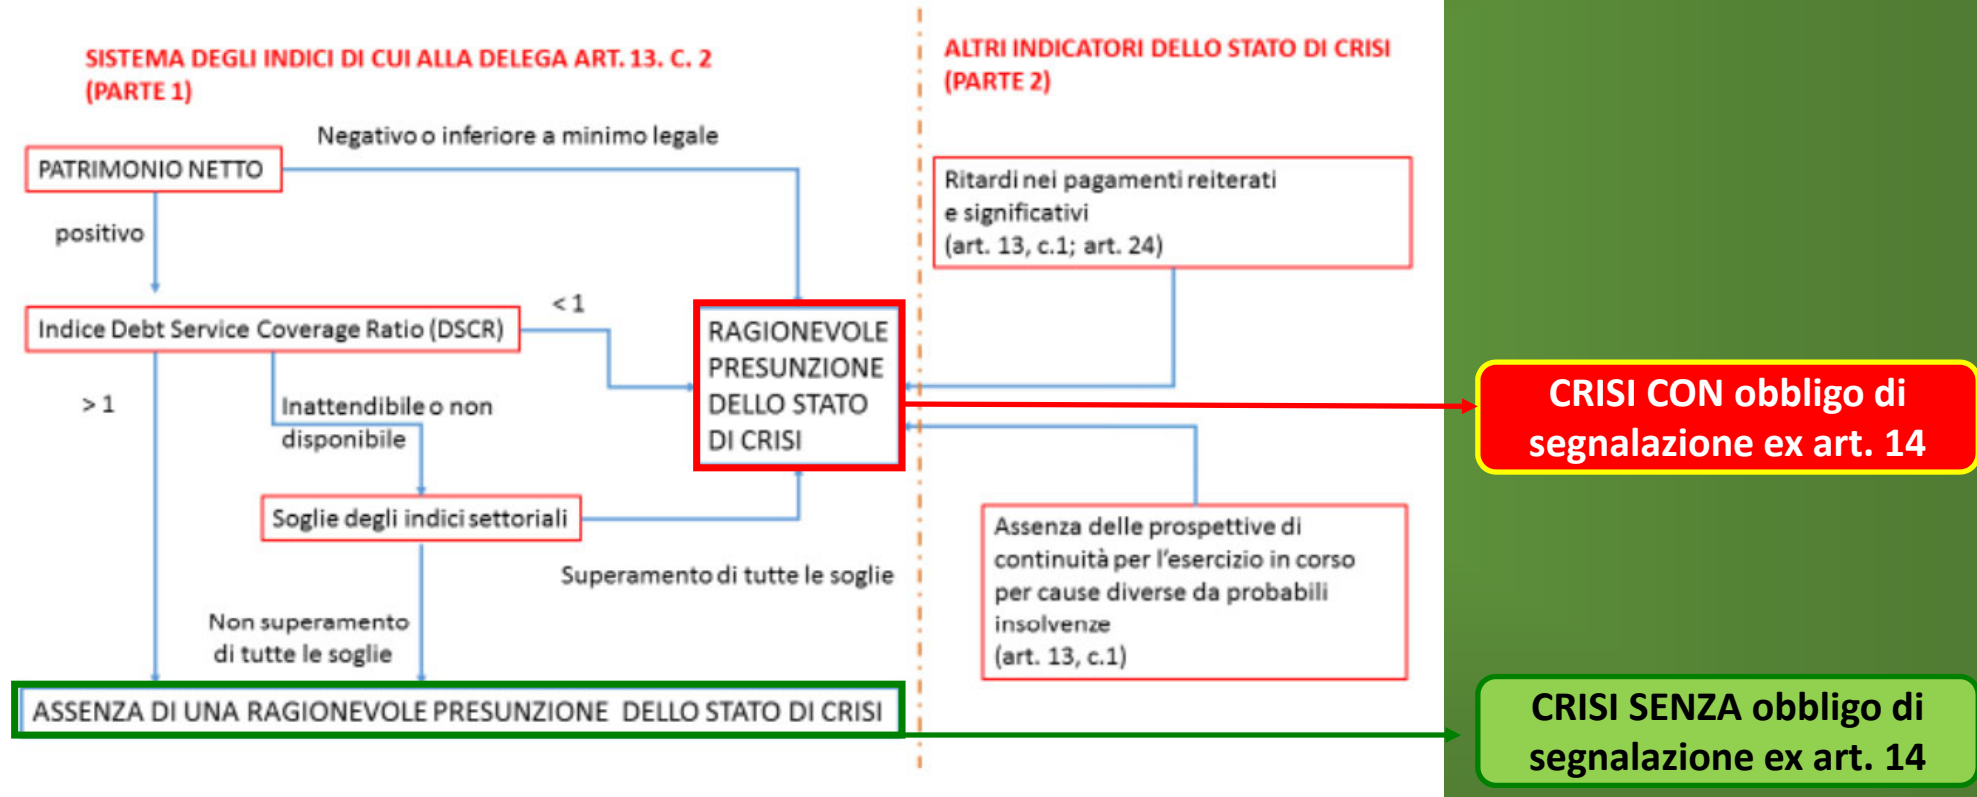 SISTEMA DEGLI INDICI DI CUI ALLA DELEGA ART. 13. C. 2
(PARTE 1)
Negativo o inferiore a minimo legale
PATRIMONIO NETTO
positivo
< 1
Indice Debt Service Coverage Ratio (DSCR)
> 1
Inattendibile o non
disponibile
RAGIONEVOLE
PRESUNZIONE
DELLO STATO
DI CRISI
Soglie degli indici settoriali
Superamento di tutte le soglie
Non superamento
di tutte le soglie
ASSENZA DI UNA RAGIONEVOLE PRESUNZIONE DELLO STATO DI CRISI
ALTRI INDICATORI DELLO STATO DI CRISI
(PARTE 2)
Ritardi nei pagamenti reiterati
e significativi
(art. 13, c.1; art. 24)
Assenza delle prospettive di
continuità per l'esercizio in corso
per cause diverse da probabili
insolvenze
(art. 13, c.1)
CRISI CON obbligo di
segnalazione ex art. 14
CRISI SENZA obbligo di
segnalazione ex art. 14